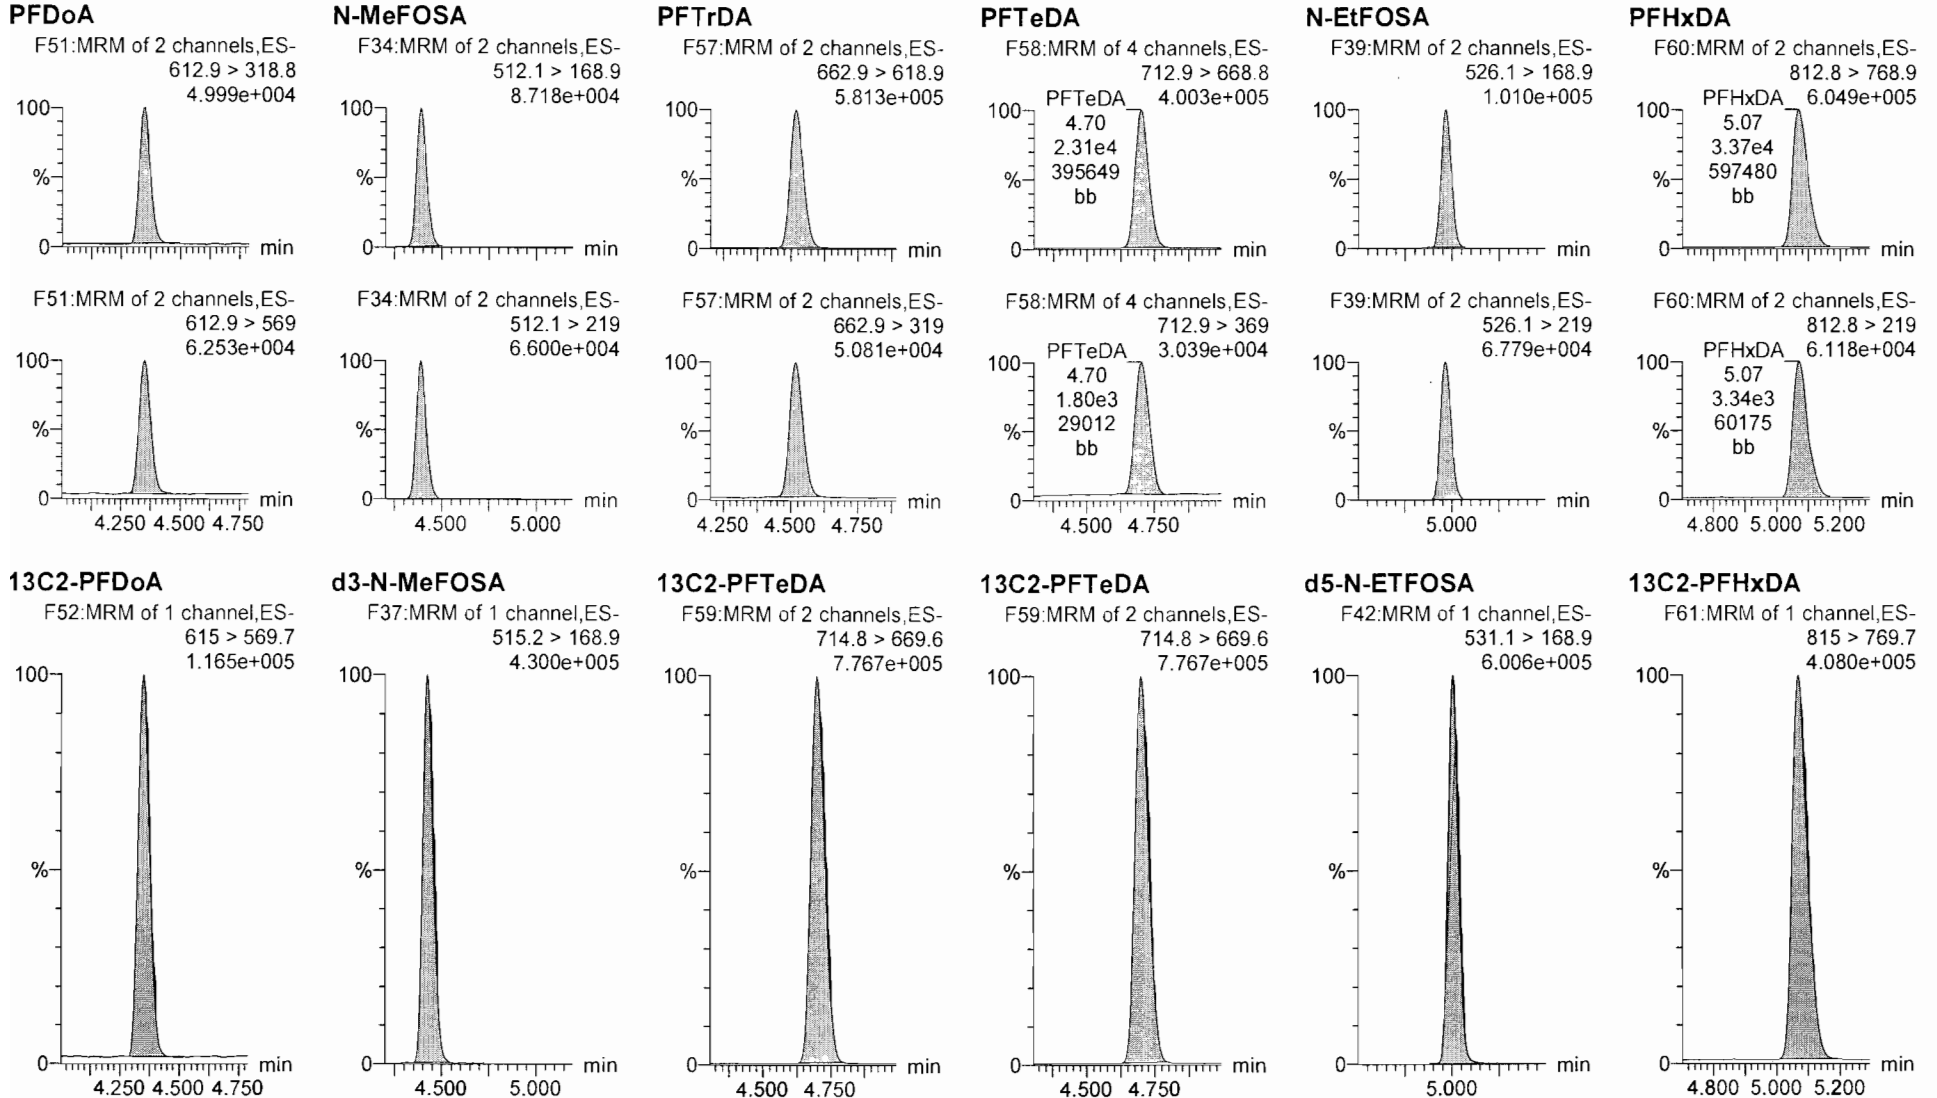 PFDoA
F51:MRM of 2 channels,ES-
612.9 > 318.8
4.999e+004
100
%
0
min
F51:MRM of 2 channels,ES-
612.9 > 569
6.253e+004
100
%
0
min
4.250 4.500 4.750
N-MeFOSA
F34:MRM of 2 channels,ES-
512.1 > 168.9
8.718e+004
100
%
0
min
F34:MRM of 2 channels,ES-
512.1 > 219
6.600e+004
100
%
0
min
4.500 5.000
PFTrDA
F57:MRM of 2 channels,ES-
662.9 > 618.9
5.813e+005
100
%
0
min
F57:MRM of 2 channels,ES-
662.9 > 319
5.081e+004
100
%
0
min
4.250 4.500 4.750
PFTeDA
F58:MRM of 4 channels,ES-
712.9 > 668.8
4.003e+005
PFTeDA
4.70
2.31e4
395649
bb
100
%
0
min
F58:MRM of 4 channels,ES-
712.9 > 369
3.039e+004
PFTeDA
4.70
1.80e3
29012
bb
100
%
0
min
4.500 4.750
N-EtFOSA
F39:MRM of 2 channels,ES-
526.1 > 168.9
1.010e+005
100
%
0
min
F39:MRM of 2 channels,ES-
526.1 > 219
6.779e+004
100
%
0
min
5.000
PFHxDA
F60:MRM of 2 channels,ES-
812.8 > 768.9
6.049e+005
PFHxDA
5.07
3.37e4
597480
bb
100
%
0
min
F60:MRM of 2 channels,ES-
812.8 > 219
6.118e+004
PFHxDA
5.07
3.34e3
60175
bb
100
%
0
min
4.800 5.000 5.200
13C2-PFDoA
F52:MRM of 1 channel,ES-
615 > 569.7
1.165e+005
100
%
0
min
4.250 4.500 4.750
d3-N-MeFOSA
F37:MRM of 1 channel,ES-
515.2 > 168.9
4.300e+005
100
%
0
min
4.500 5.000
13C2-PFTeDA
F59:MRM of 2 channels,ES-
714.8 > 669.6
7.767e+005
100
%
0
min
4.500 4.750
13C2-PFTeDA
F59:MRM of 2 channels,ES-
714.8 > 669.6
7.767e+005
100
%
0
min
4.500 4.750
d5-N-ETFOSA
F42:MRM of 1 channel,ES-
531.1 > 168.9
6.006e+005
100
%
0
min
5.000
13C2-PFHxDA
F61:MRM of 1 channel,ES-
815 > 769.7
4.080e+005
100
%
0
min
4.800 5.000 5.200